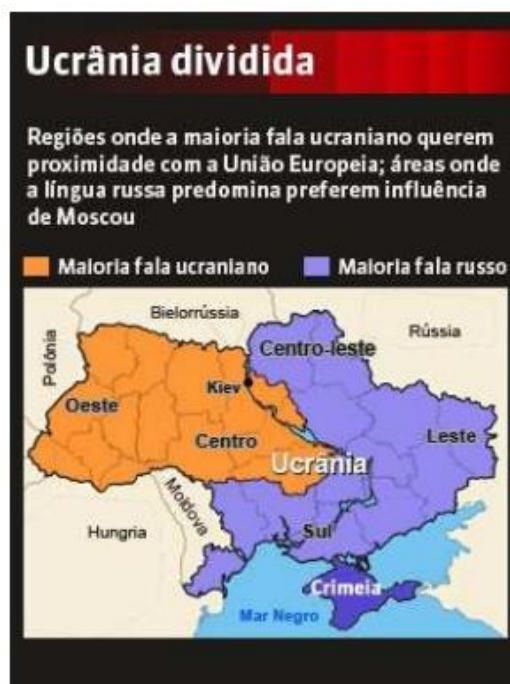 Ucrânia dividida
Regiões onde a maioria fala ucraniano querem
proximidade com a União Europeia; áreas onde
a língua russa predomina preferem influência
de Moscou
Maioria fala ucraniano
Maioria fala russo
Bielorrússia
Rússia
Polônia
Centro-leste
Kiev
Oeste
Leste
Centro
Ucrânia
Moldova
Hungria
Sul
Crimeia
Mar Negro